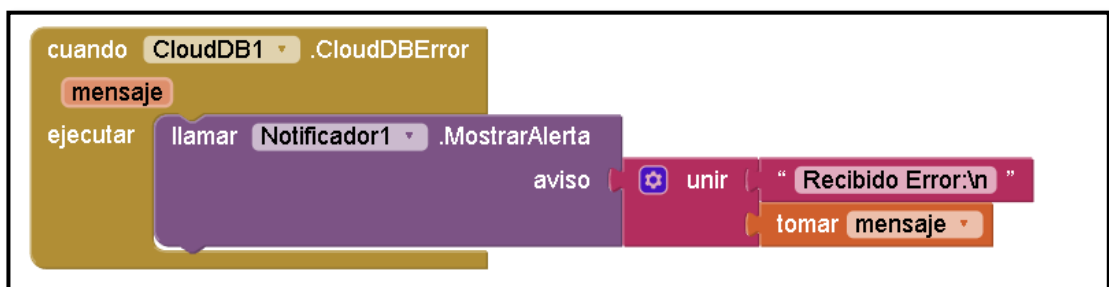 cuando CloudDB1 .CloudDBError
mensaje
ejecutar llamar Notificador1 .MostrarAlerta
aviso unir “ Recibido Error:\n ”
tomar mensaje